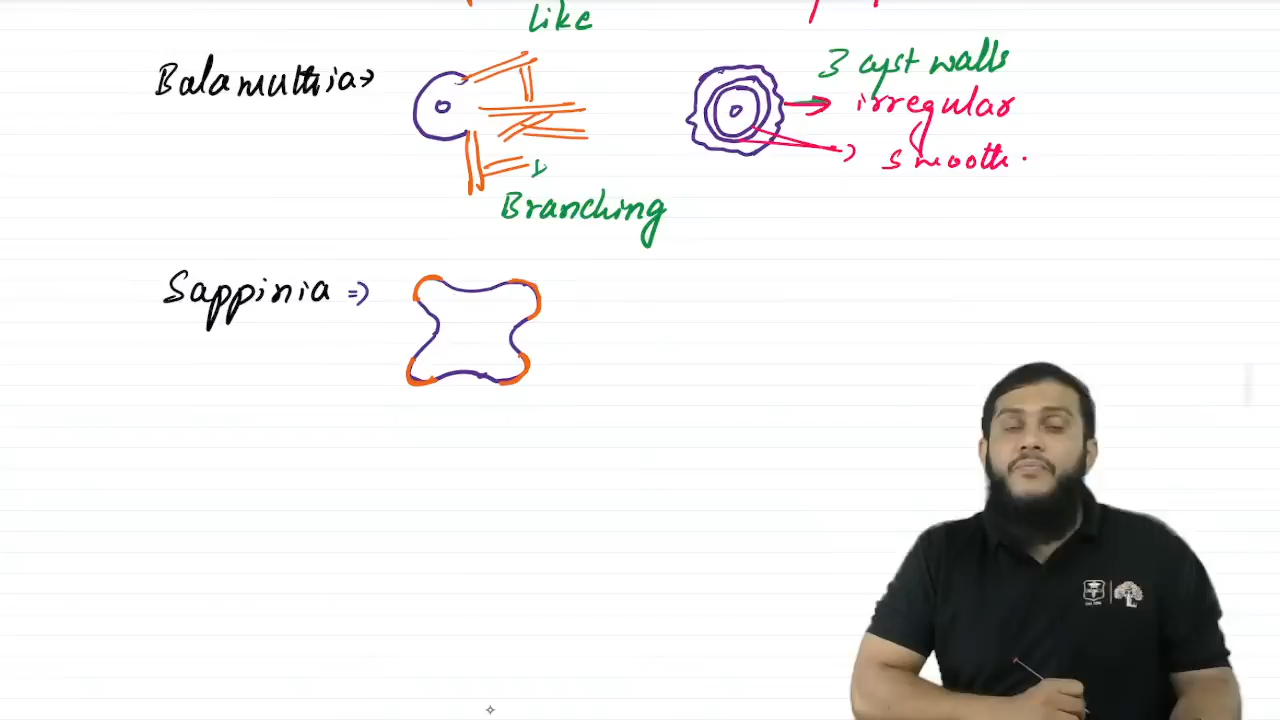 like
Balamuthia →
3 cyst walls
irregular
smooth.
Branching
Sappinia ⇒